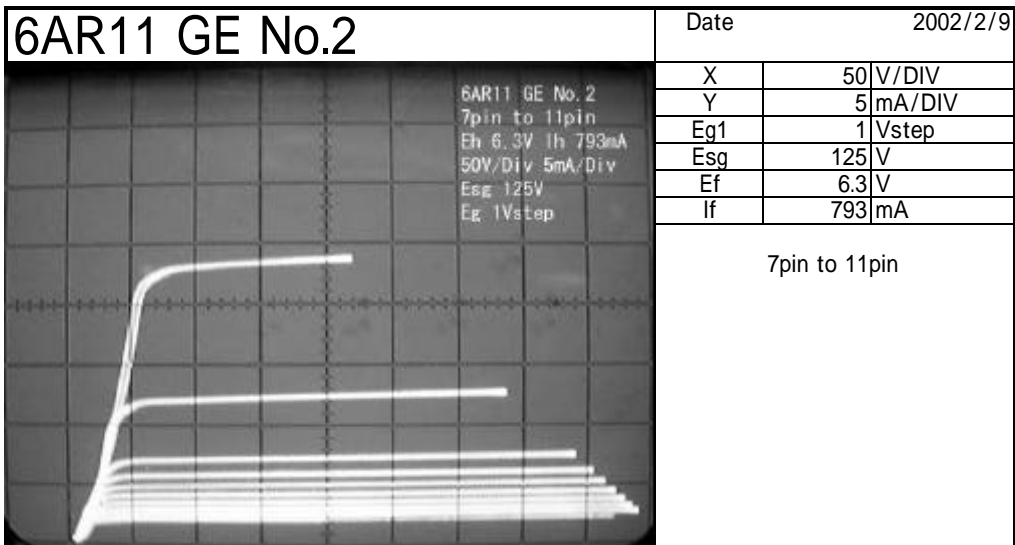 6AR11 GE No.2
Date 2002/2/9
6AR11 GE No. 2
7pin to 11pin
Eh 6.3V Ih 793mA
50V/Div 5mA/Div
Esg 125V
Eg 1Vstep
X 50 V/DIV
Y 5 mA/DIV
Eg1 1 Vstep
Esg 125 V
Ef 6.3 V
If 793 mA
7pin to 11pin